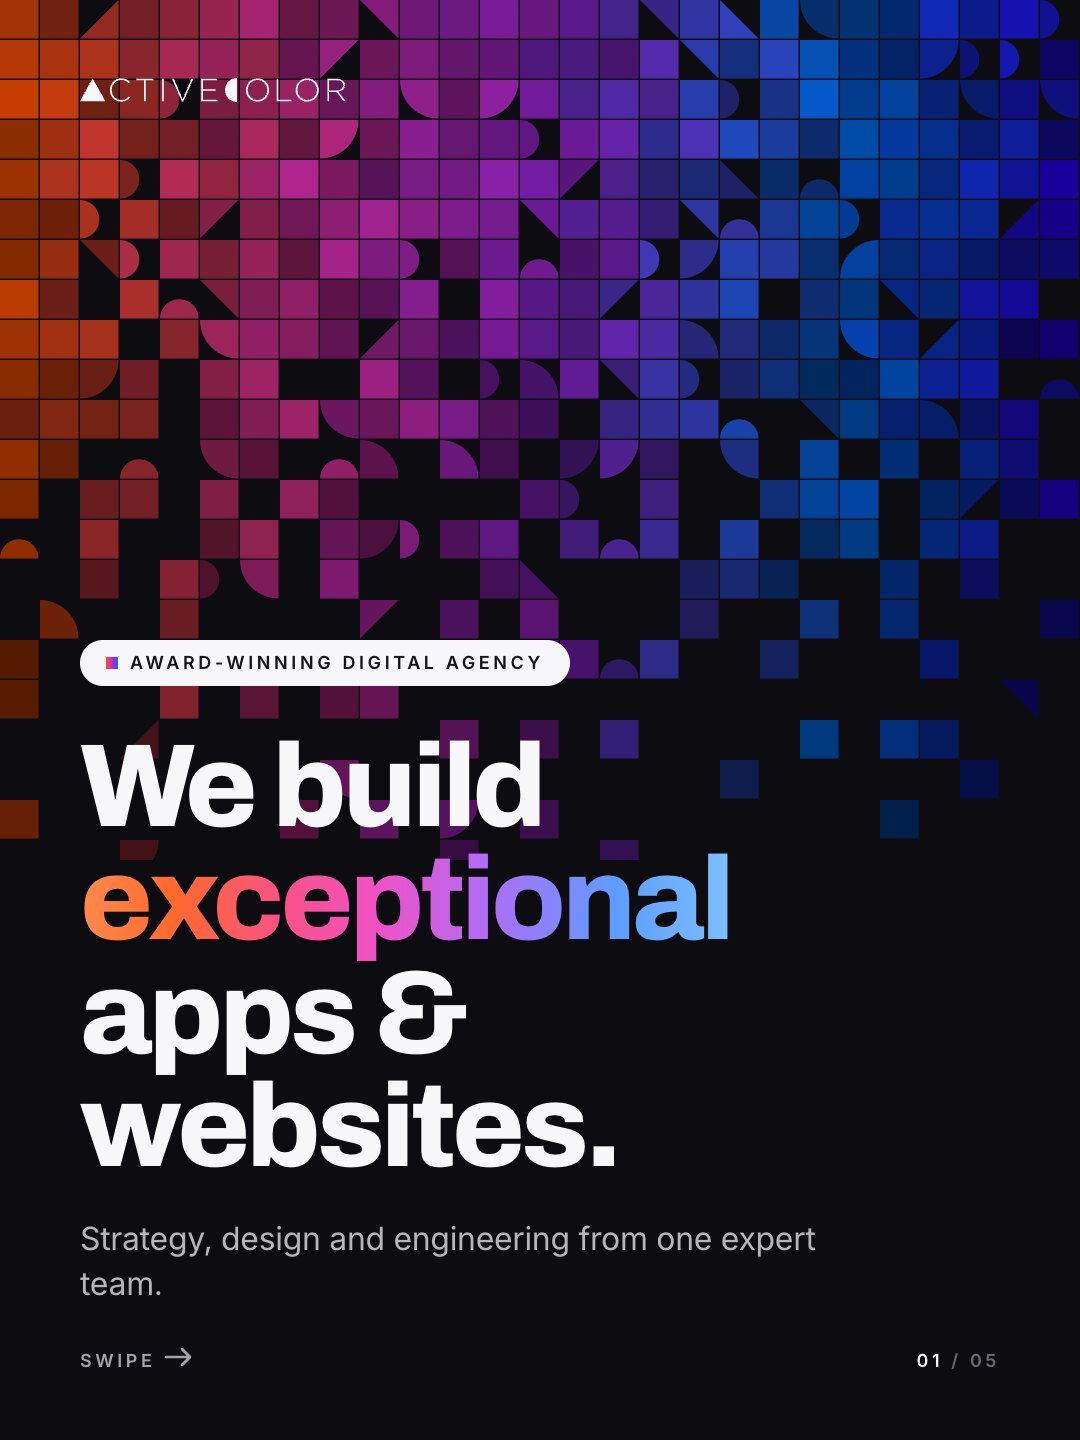 ACTIVECOLOR
AWARD-WINNING DIGITAL AGENCY
We build
exceptional
apps &
websites.
Strategy, design and engineering from one expert
team.
SWIPE →
01 / 05